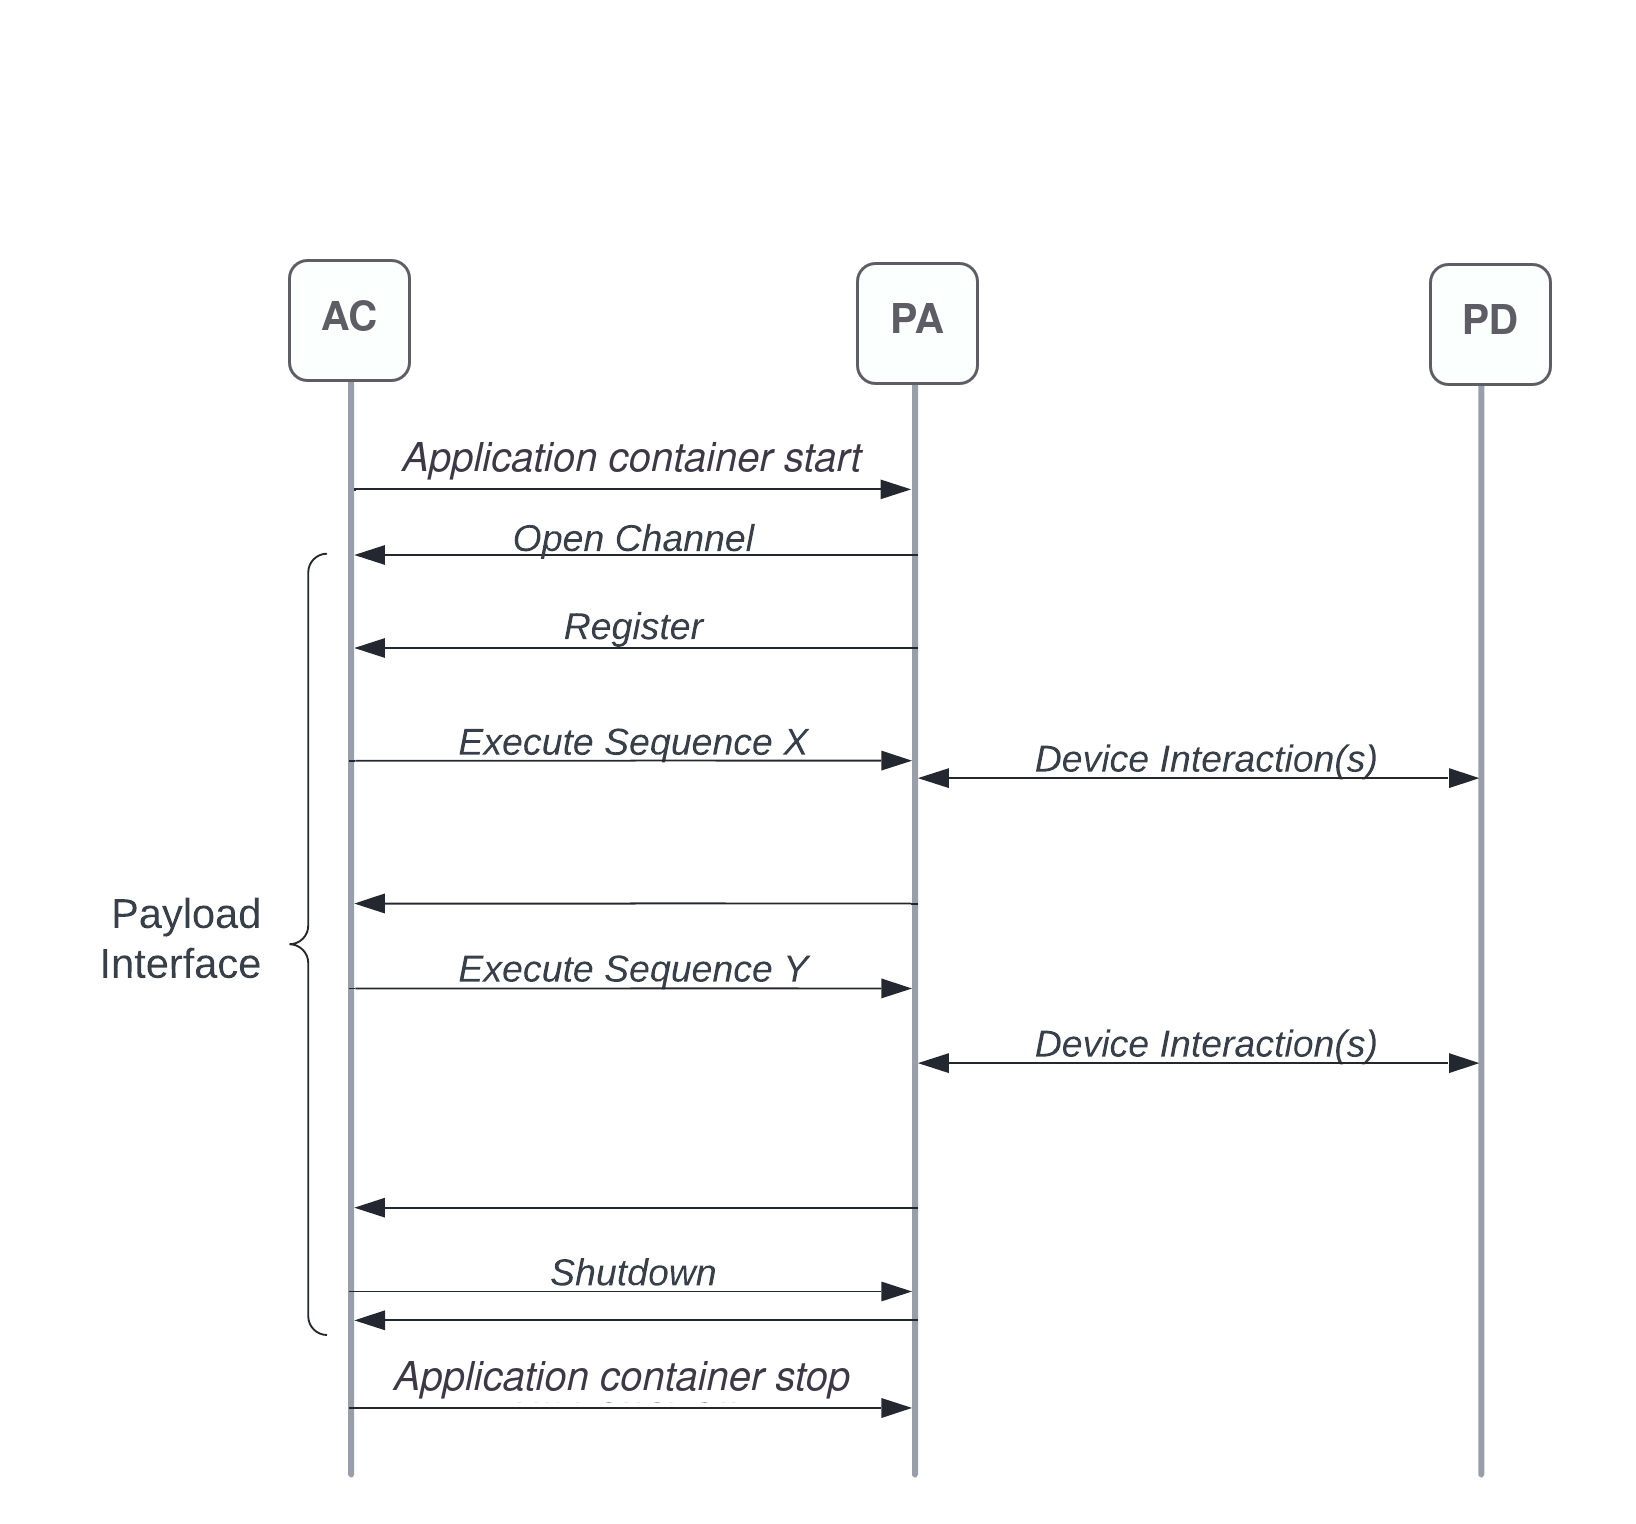 AC
PA
PD
Application container start
Open Channel
Register
Execute Sequence X
Device Interaction(s)
Payload
Interface
Execute Sequence Y
Device Interaction(s)
Shutdown
Application container stop